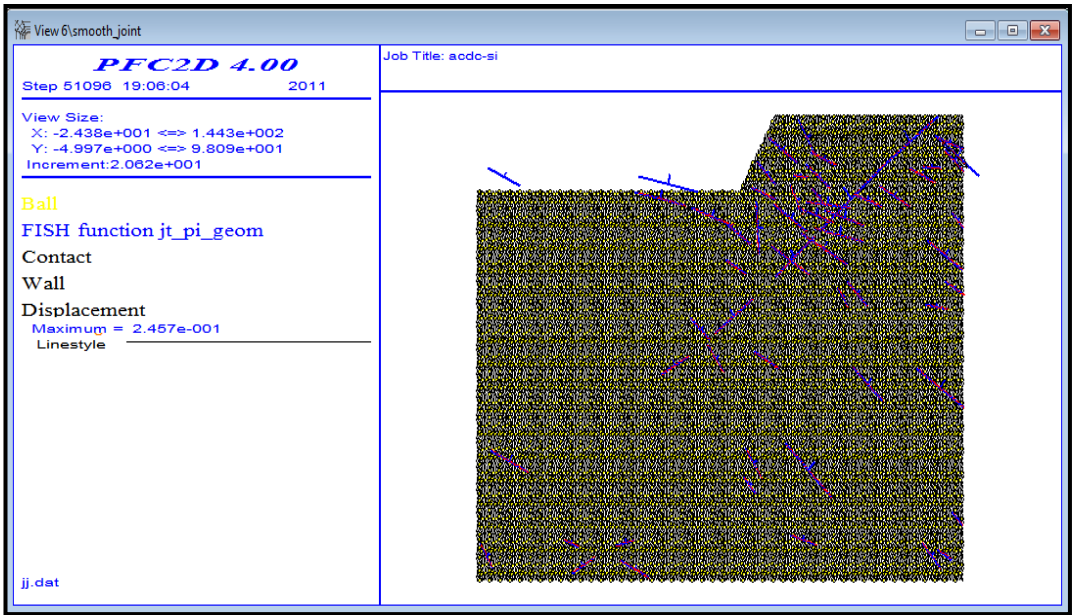 View 6\smooth_joint
PFC2D 4.00
Step 51096 19:06:04 2011
View Size:
X: -2.438e+001 <=> 1.443e+002
Y: -4.997e+000 <=> 9.809e+001
Increment:2.062e+001
Ball
FISH function jt_pi_geom
Contact
Wall
Displacement
Maximum = 2.457e-001
Linestyle
jj.dat
Job Title: acdc-si